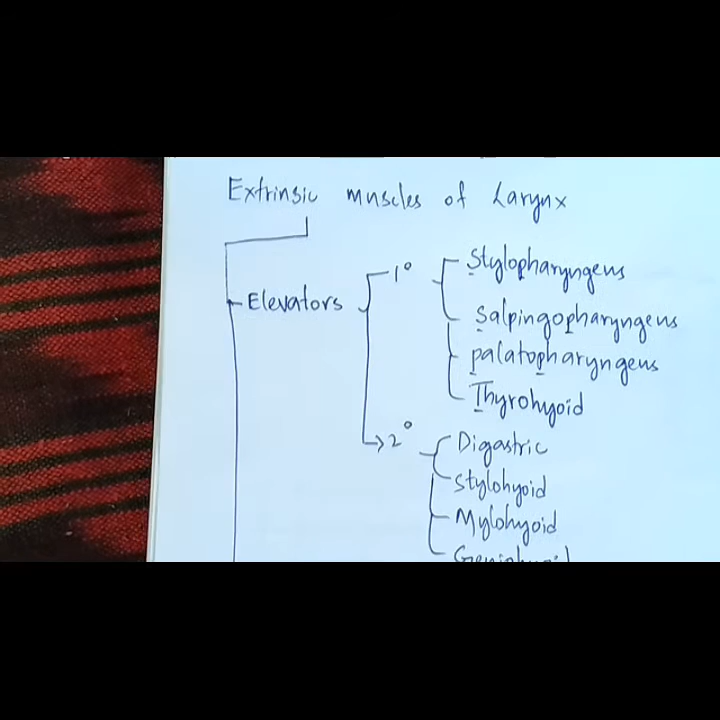 Extrinsic muscles of Larynx
Elevators
1°
Stylopharyngeus
Salpingopharyngeus
palatopharyngeus
Thyrohyoid
2°
Digastric
Stylohyoid
Mylohyoid